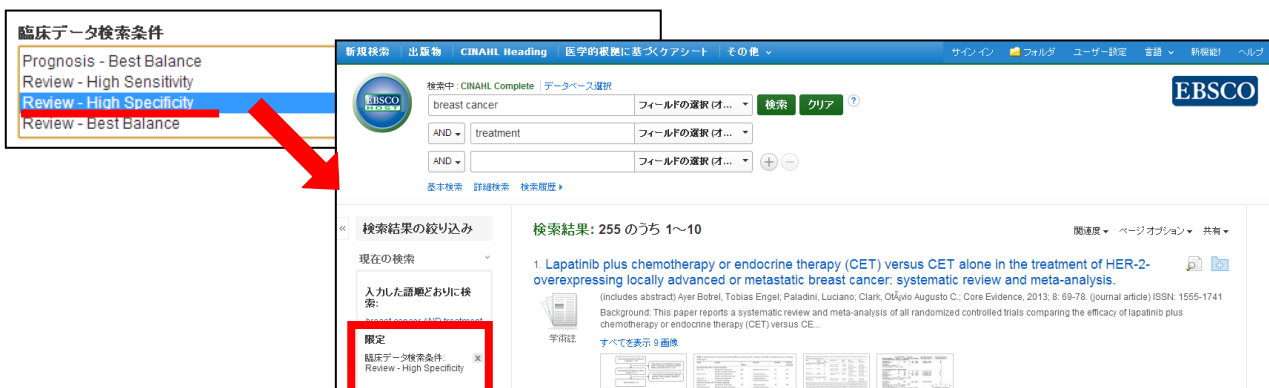 臨床データ検索条件
Prognosis - Best Balance
Review - High Sensitivity
Review - High Specificity
Review - Best Balance
新規検索 出版物 CINAHL Heading 医学的根拠に基づくケアシート その他 サインイン フォルダ ユーザー設定 言語 新機能! ヘルプ
検索中: CINAHL Complete データベース選択
EBSCO HOST
breast cancer フィールドの選択 (オ... 検索 クリア ?
EBSCO
AND treatment フィールドの選択 (オ...
AND フィールドの選択 (オ...
基本検索 詳細検索 検索履歴
« 検索結果の絞り込み
検索結果: 255 のうち 1～10
関連度 ページ オプション 共有
現在の検索
入力した語順どおりに検索:
breast cancer AND treatment
限定
臨床データ検索条件: x
Review - High Specificity
1. Lapatinib plus chemotherapy or endocrine therapy (CET) versus CET alone in the treatment of HER-2-
overexpressing locally advanced or metastatic breast cancer: systematic review and meta-analysis.
(includes abstract) Ayer Botrel, Tobias Engel; Paladini, Luciano; Clark, OtÃ¡vio Augusto C.; Core Evidence, 2013; 8: 69-78. (journal article) ISSN: 1555-1741
Background: This paper reports a systematic review and meta-analysis of all randomized controlled trials comparing the efficacy of lapatinib plus
chemotherapy or endocrine therapy (CET) versus CE...
学術誌
すべてを表示 9 画像